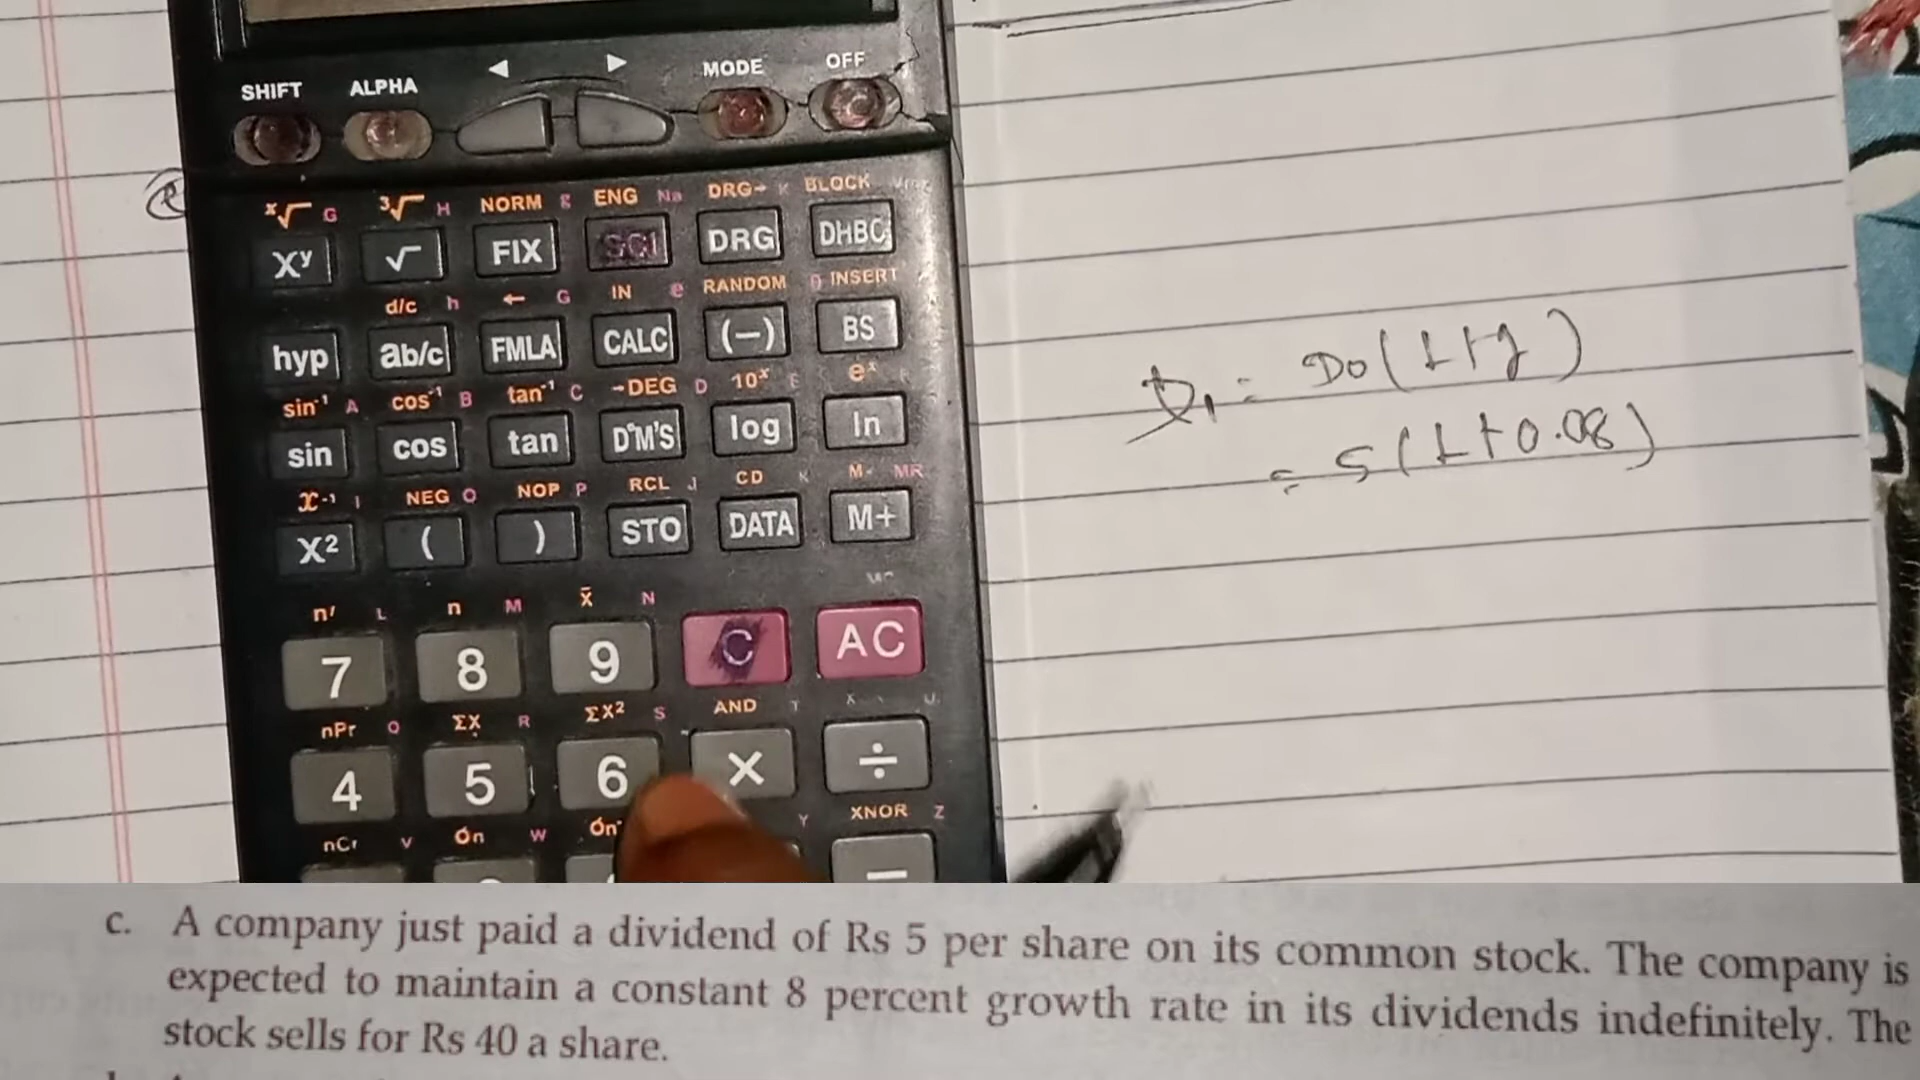 SHIFT ALPHA ◀ ▶ MODE OFF
ˣ√ G ³√ H NORM g ENG Na DRG→ K BLOCK
Xʸ √ FIX SCI DRG DHBC
d/c h ← G IN e RANDOM INSERT
hyp ab/c FMLA CALC (−) BS
sin⁻¹ A cos⁻¹ B tan⁻¹ C →DEG D 10ˣ E eˣ
sin cos tan D°M'S log ln
x⁻¹ I NEG O NOP P RCL J CD K M- MR
X² ( ) STO DATA M+
n! L n M x̄ N
7 8 9 C AC
nPr Q ΣX R ΣX² S AND T U
4 5 6 × ÷
nCr V σn W σn Y XNOR Z
−
D₁ = D0(1+g)
= 5(1+0.08)
c. A company just paid a dividend of Rs 5 per share on its common stock. The company is
expected to maintain a constant 8 percent growth rate in its dividends indefinitely. The
stock sells for Rs 40 a share.